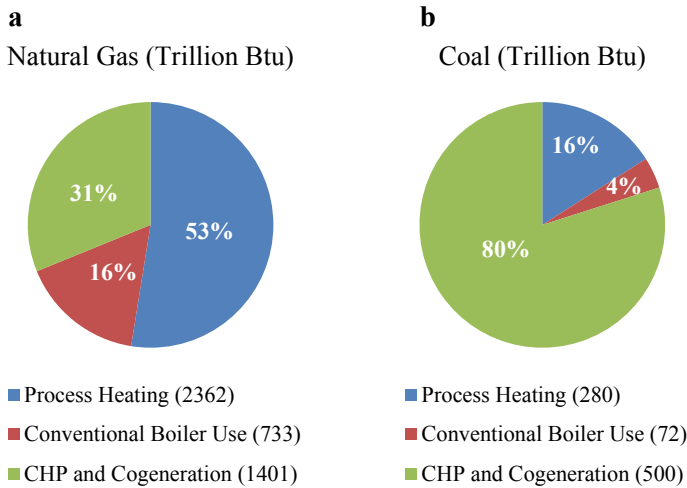 a
Natural Gas (Trillion Btu)
31%
53%
16%
Process Heating (2362)
Conventional Boiler Use (733)
CHP and Cogeneration (1401)
b
Coal (Trillion Btu)
16%
4%
80%
Process Heating (280)
Conventional Boiler Use (72)
CHP and Cogeneration (500)